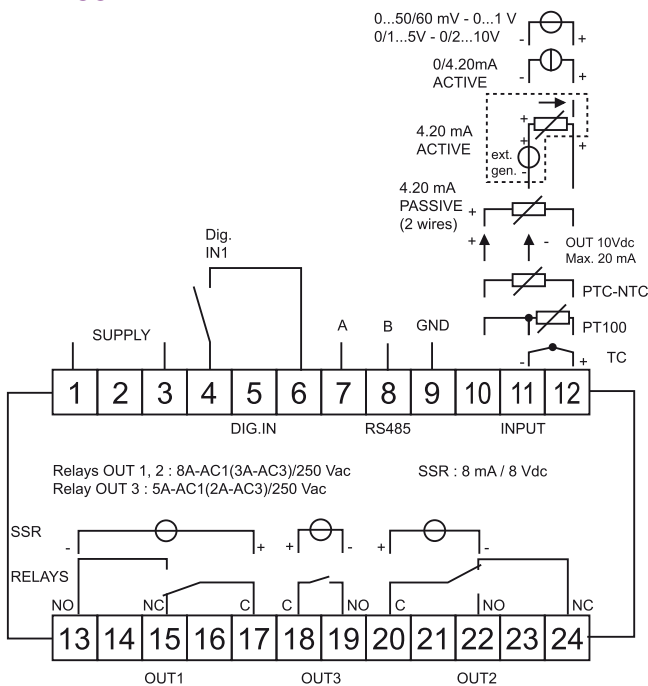 0...50/60 mV - 0...1 V
0/1...5V - 0/2...10V
- +
0/4.20mA
ACTIVE
- +
4.20 mA
ACTIVE
+
+
ext.
gen. -
+
4.20 mA
PASSIVE
(2 wires)
+
+ -
OUT 10Vdc
Max. 20 mA
PTC-NTC
PT100
TC
- +
Dig.
IN1
SUPPLY
A B GND
1 2 3 4 5 6 7 8 9 10 11 12
DIG.IN RS485 INPUT
Relays OUT 1, 2 : 8A-AC1(3A-AC3)/250 Vac
Relay OUT 3 : 5A-AC1(2A-AC3)/250 Vac
SSR : 8 mA / 8 Vdc
SSR
- + + - + -
RELAYS
NO NC C C NO C NO NC
13 14 15 16 17 18 19 20 21 22 23 24
OUT1 OUT3 OUT2